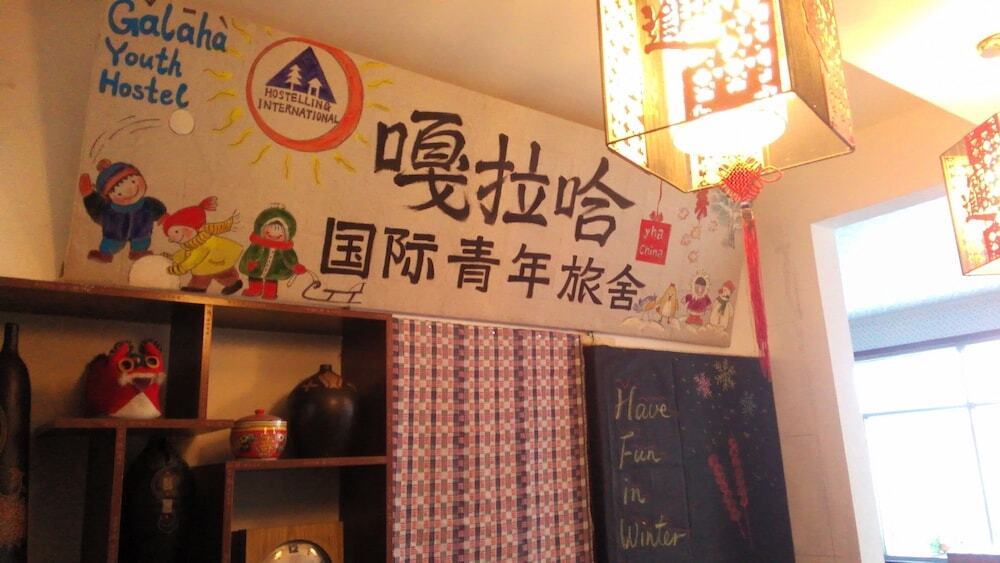 Gālāhà
Youth
Hostel
HOSTELLING
INTERNATIONAL
嘎拉哈
国际青年旅舍
yha
china
Have
Fun
in
Winter